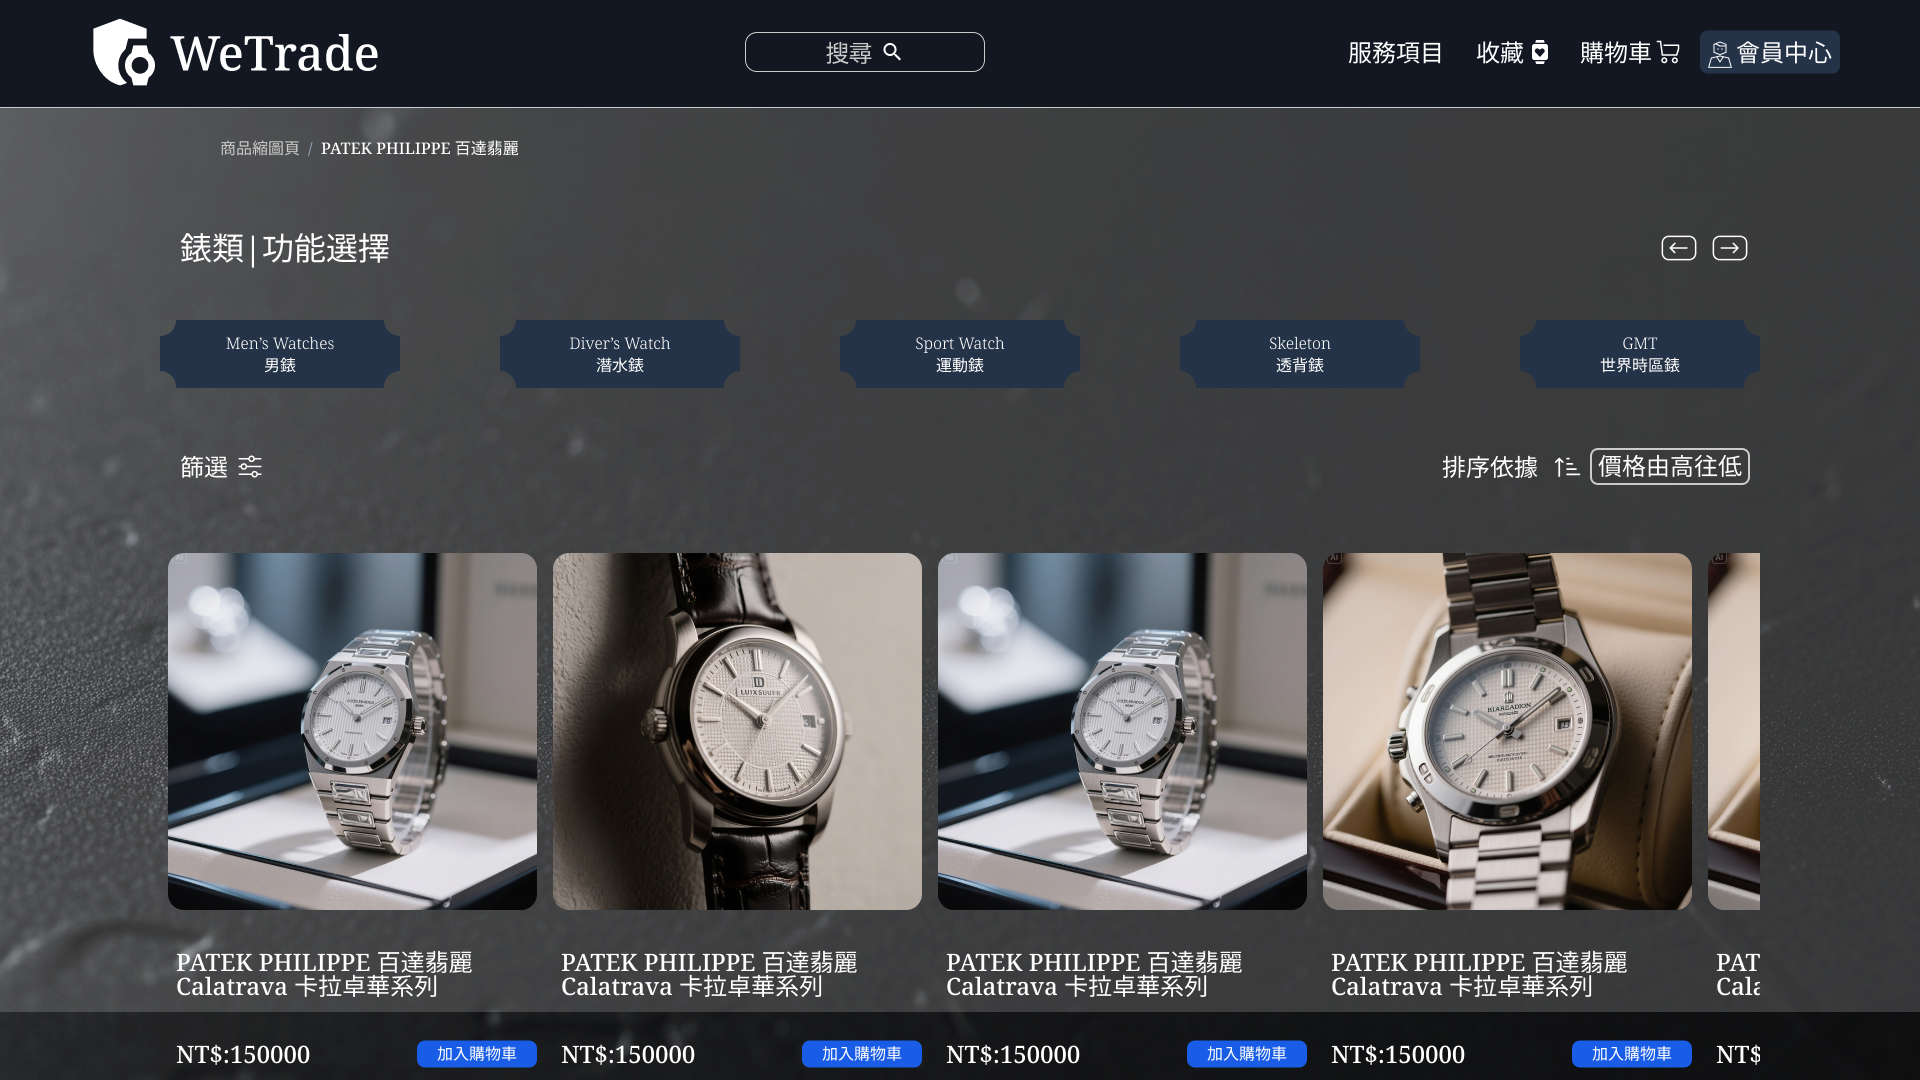 WeTrade
搜尋
服務項目
收藏
購物車
會員中心
商品縮圖頁 / PATEK PHILIPPE 百達翡麗
錶類|功能選擇
Men’s Watches
男錶
Diver’s Watch
潛水錶
Sport Watch
運動錶
Skeleton
透背錶
GMT
世界時區錶
篩選
排序依據
價格由高往低
LUIXSUUFK
BIARGADION
PATEK PHILIPPE 百達翡麗
Calatrava 卡拉卓華系列
NT$:150000
加入購物車
PATEK PHILIPPE 百達翡麗
Calatrava 卡拉卓華系列
NT$:150000
加入購物車
PATEK PHILIPPE 百達翡麗
Calatrava 卡拉卓華系列
NT$:150000
加入購物車
PATEK PHILIPPE 百達翡麗
Calatrava 卡拉卓華系列
NT$:150000
加入購物車
PAT
Cala
NT$